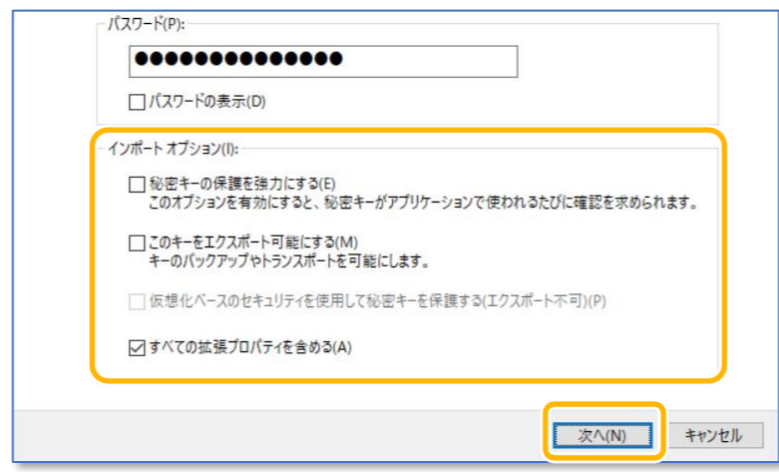 パスワード(P):
●●●●●●●●●●●●●●
パスワードの表示(D)
インポート オプション(I):
秘密キーの保護を強力にする(E)
このオプションを有効にすると、秘密キーがアプリケーションで使われるたびに確認を求められます。
このキーをエクスポート可能にする(M)
キーのバックアップやトランスポートを可能にします。
仮想化ベースのセキュリティを使用して秘密キーを保護する(エクスポート不可)(P)
すべての拡張プロパティを含める(A)
次へ(N) キャンセル